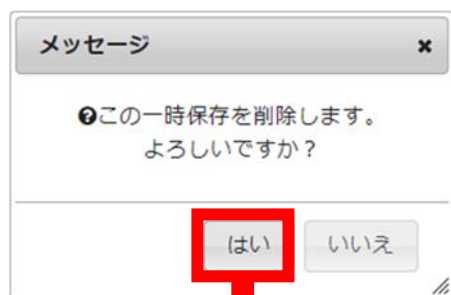 メッセージ
この一時保存を削除します。
よろしいですか？
はい
いいえ